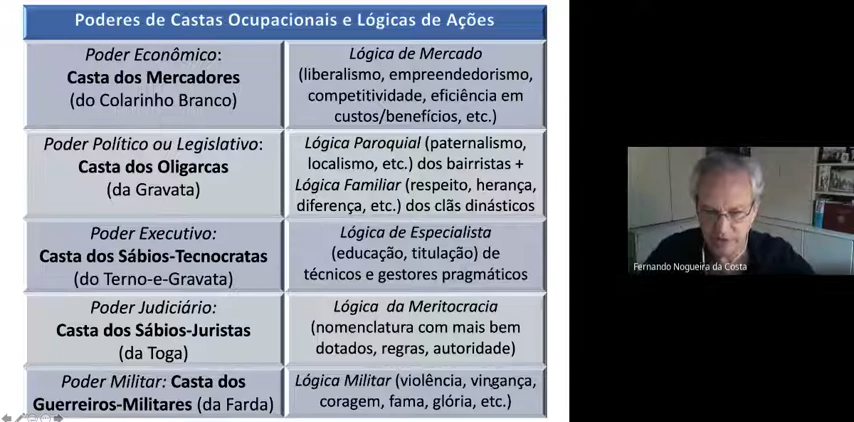 Poderes de Castas Ocupacionais e Lógicas de Ações
Poder Econômico:
Casta dos Mercadores
(do Colarinho Branco)
Lógica de Mercado
(liberalismo, empreendedorismo,
competitividade, eficiência em
custos/benefícios, etc.)
Poder Político ou Legislativo:
Casta dos Oligarcas
(da Gravata)
Lógica Paroquial (paternalismo,
localismo, etc.) dos bairristas +
Lógica Familiar (respeito, herança,
diferença, etc.) dos clãs dinásticos
Poder Executivo:
Casta dos Sábios-Tecnocratas
(do Terno-e-Gravata)
Lógica de Especialista
(educação, titulação) de
técnicos e gestores pragmáticos
Poder Judiciário:
Casta dos Sábios-Juristas
(da Toga)
Lógica da Meritocracia
(nomenclatura com mais bem
dotados, regras, autoridade)
Poder Militar: Casta dos
Guerreiros-Militares (da Farda)
Lógica Militar (violência, vingança,
coragem, fama, glória, etc.)
Fernando Nogueira da Costa